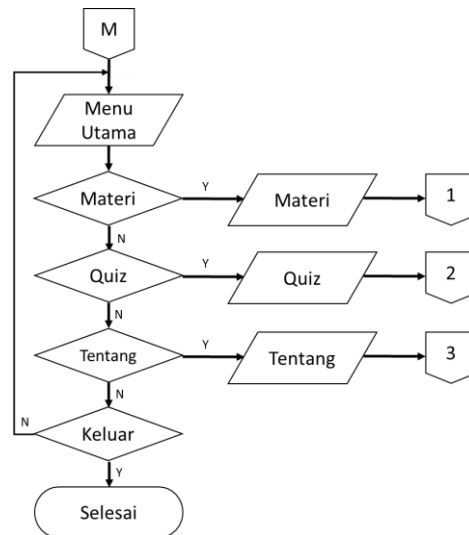 M
Menu
Utama
Materi
Y
Materi
1
N
Quiz
Y
Quiz
2
N
Tentang
Y
Tentang
3
N
N
Keluar
Y
Selesai